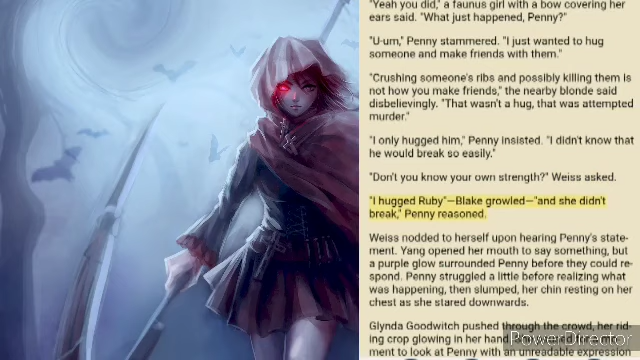 "Yeah you did," a faunus girl with a bow covering her
ears said. "What just happened, Penny?"
"U-um," Penny stammered. "I just wanted to hug
someone and make friends with them."
"Crushing someone's ribs and possibly killing them is
not how you make friends," the nearby blonde said
disbelievingly. "That wasn't a hug, that was attempted
murder."
"I only hugged him," Penny insisted. "I didn't know that
he would break so easily."
"Don't you know your own strength?" Weiss asked.
"I hugged Ruby"—Blake growled—"and she didn't
break," Penny reasoned.
Weiss nodded to herself upon hearing Penny's state-
ment. Yang opened her mouth to say something, but
a purple glow surrounded Penny before they could re-
spond. Penny struggled a little before realizing what
was happening, then slumped, her chin resting on her
chest as she stared downwards.
Glynda Goodwitch pushed through the crowd, her rid-
ing crop glowing in her hand
ment to look at Penny with an unreadable expression
PowerDirector